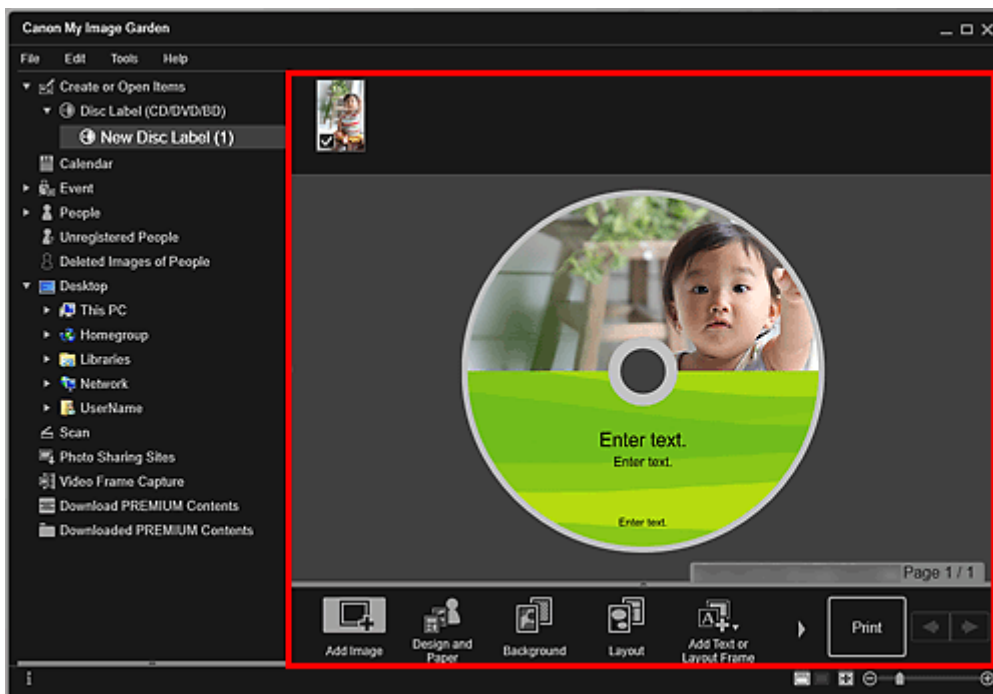 Canon My Image Garden
File Edit Tools Help
Create or Open Items
Disc Label (CD/DVD/BD)
New Disc Label (1)
Calendar
Event
People
Unregistered People
Deleted Images of People
Desktop
This PC
Homegroup
Libraries
Network
UserName
Scan
Photo Sharing Sites
Video Frame Capture
Download PREMIUM Contents
Downloaded PREMIUM Contents
Enter text.
Enter text.
Enter text.
Page 1 / 1
Add Image
Design and
Paper
Background
Layout
Add Text or
Layout Frame
Print